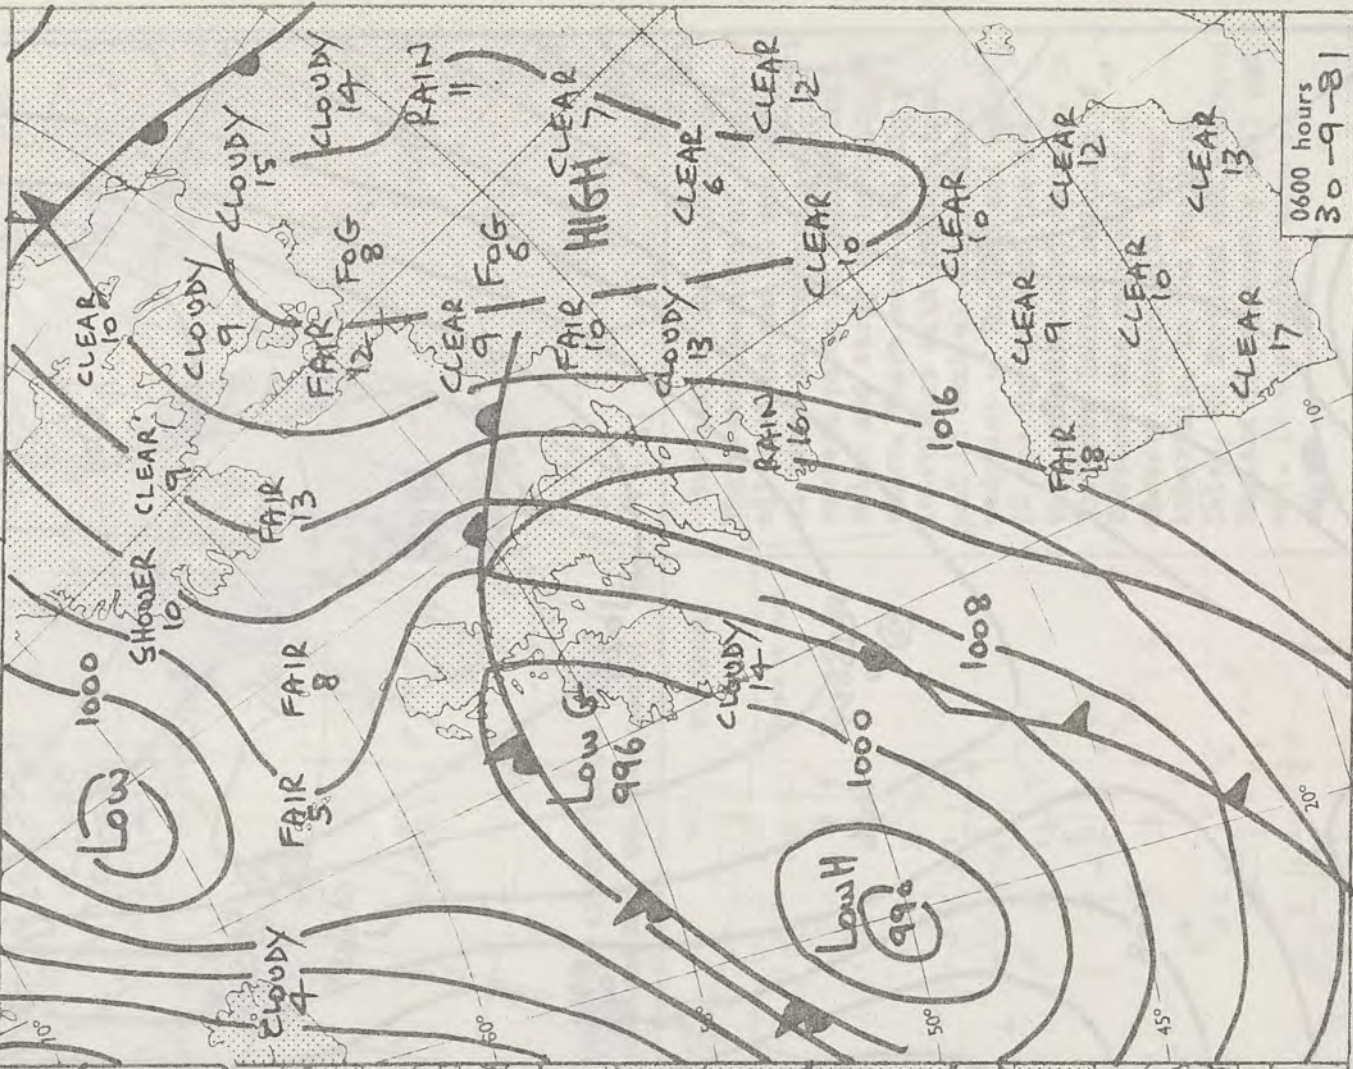 10°
1000
CLEAR
10
LOW
SHOWER
10
CLEAR
9
CLOUDY
9
CLOUDY
15
CLOUDY
4
FAIR
5
FAIR
8
FAIR
13
FAIR
12
FOG
8
CLOUDY
14
RAIN
11
CLEAR
9
FOG
6
60°
LOW G
996
FAIR
10
HIGH
CLEAR
7
CLOUDY
13
CLEAR
6
CLOUDY
14
RAIN
16
CLEAR
12
CLEAR
10
LOW H
990
1000
50°
1016
CLEAR
10
1008
CLEAR
9
FAIR
18
CLEAR
12
CLEAR
10
45°
CLEAR
13
CLEAR
17
20°
10°
0600 hours
30-9-81